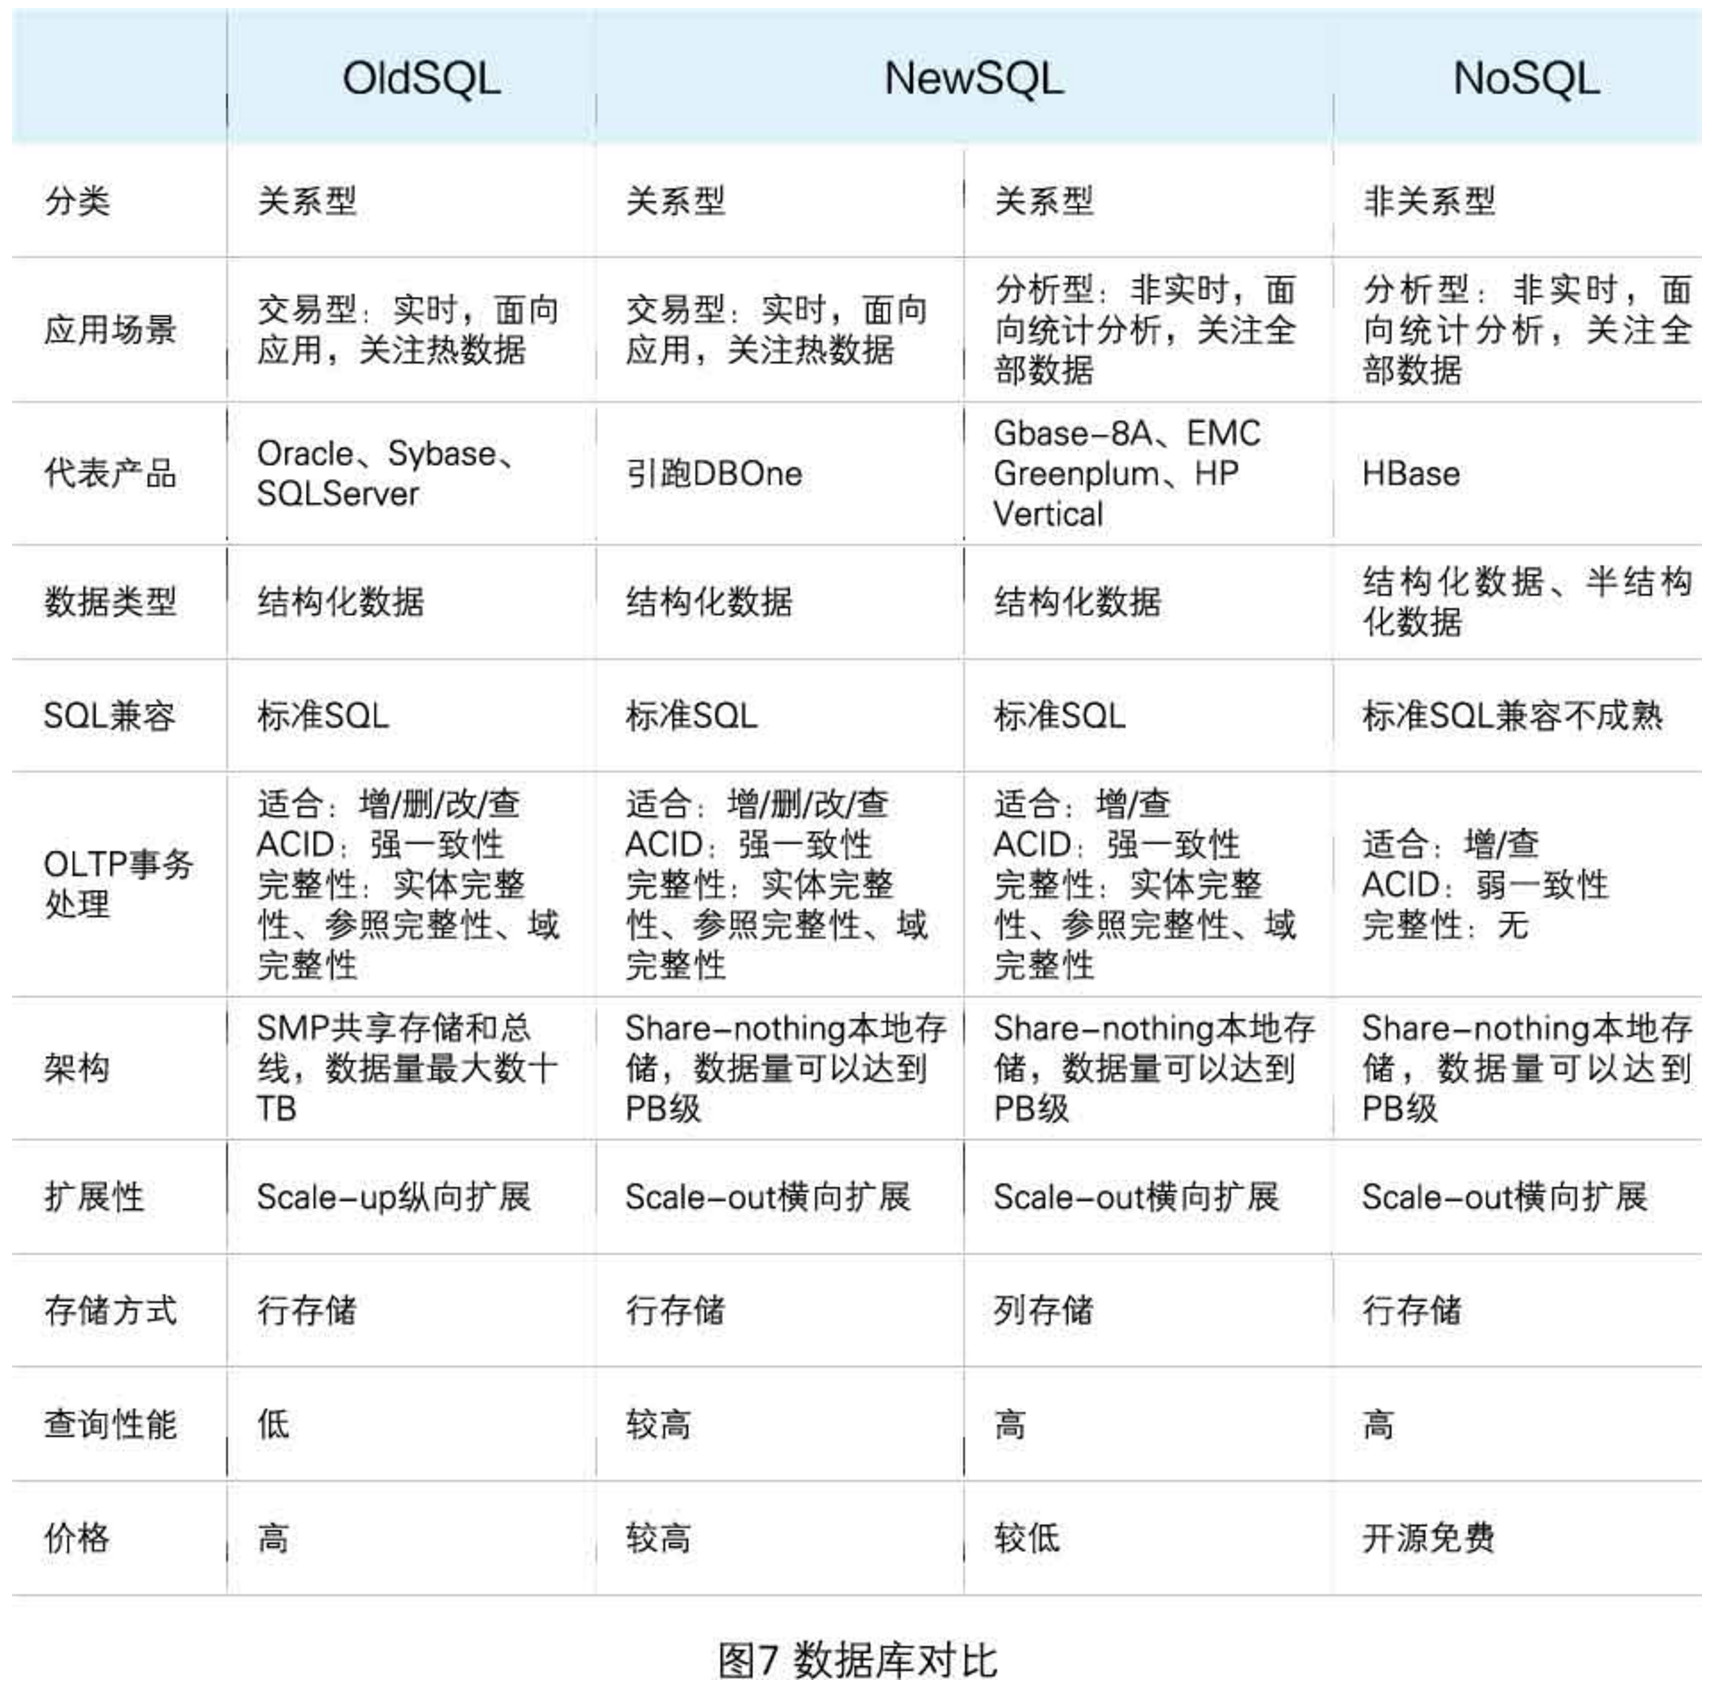 OldSQL NewSQL NoSQL
分类 关系型 关系型 关系型 非关系型
应用场景
交易型：实时，面向
应用，关注热数据
交易型：实时，面向
应用，关注热数据
分析型：非实时，面
向统计分析，关注全
部数据
分析型：非实时，面
向统计分析，关注全
部数据
代表产品
Oracle、Sybase、
SQLServer
引跑DBOne
Gbase-8A、EMC
Greenplum、HP
Vertical
HBase
数据类型
结构化数据
结构化数据
结构化数据
结构化数据、半结构
化数据
SQL兼容 标准SQL 标准SQL 标准SQL 标准SQL兼容不成熟
OLTP事务
处理
适合：增/删/改/查
ACID：强一致性
完整性：实体完整
性、参照完整性、域
完整性
适合：增/删/改/查
ACID：强一致性
完整性：实体完整
性、参照完整性、域
完整性
适合：增/查
ACID：强一致性
完整性：实体完整
性、参照完整性、域
完整性
适合：增/查
ACID：弱一致性
完整性：无
架构
SMP共享存储和总
线，数据量最大数十
TB
Share-nothing本地存
储，数据量可以达到
PB级
Share-nothing本地存
储，数据量可以达到
PB级
Share-nothing本地存
储，数据量可以达到
PB级
扩展性 Scale-up纵向扩展 Scale-out横向扩展 Scale-out横向扩展 Scale-out横向扩展
存储方式 行存储 行存储 列存储 行存储
查询性能 低 较高 高 高
价格 高 较高 较低 开源免费
图7 数据库对比